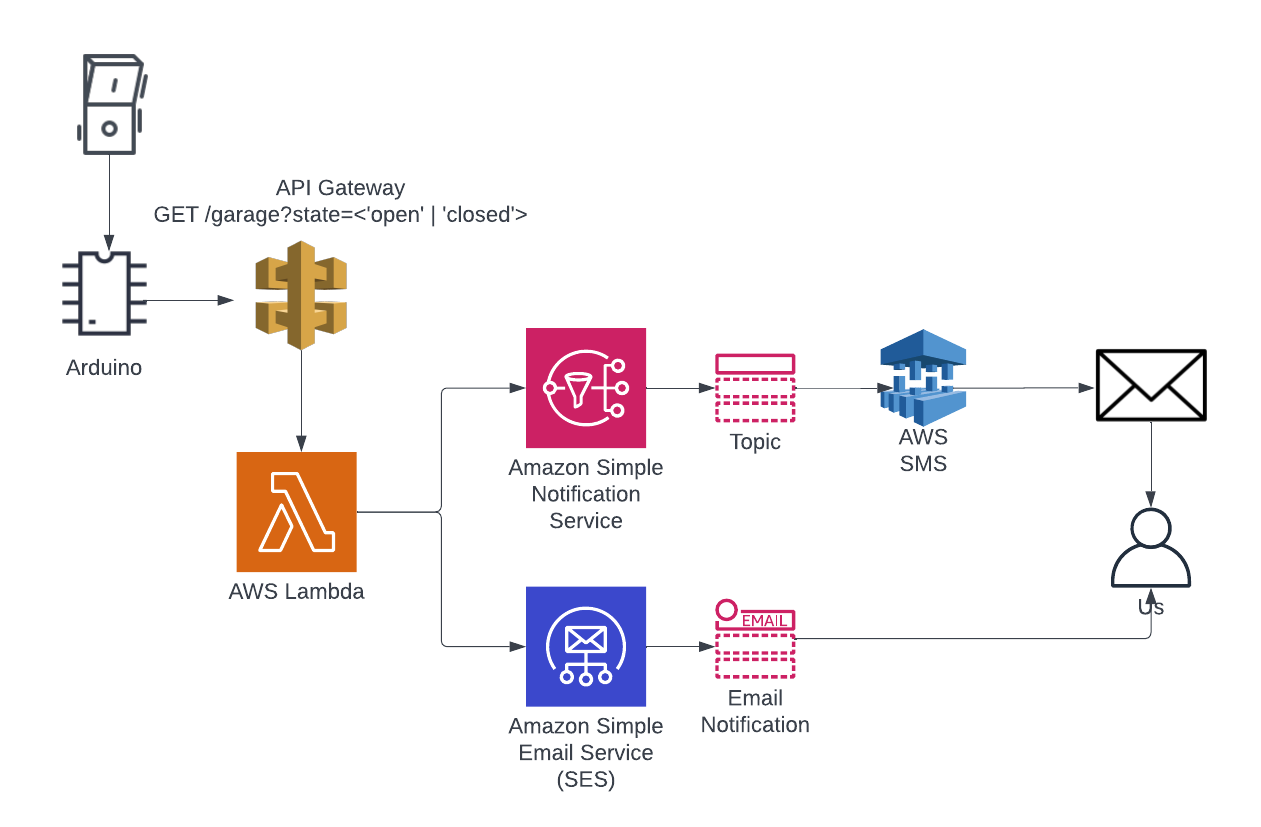 API Gateway
GET /garage?state=<'open' | 'closed'>
Arduino
AWS Lambda
Amazon Simple
Notification
Service
Topic
AWS
SMS
Us
Amazon Simple
Email Service
(SES)
EMAIL
Email
Notification